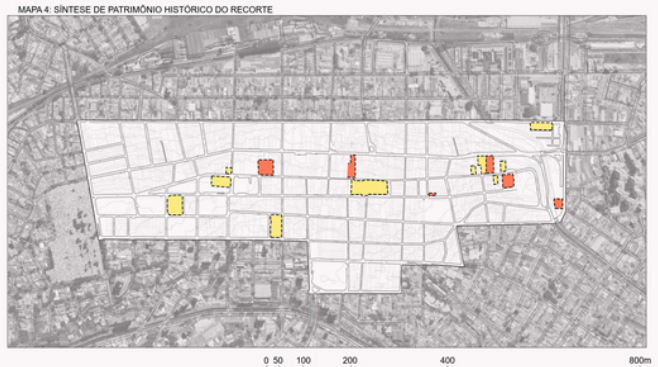 MAPA 4: SÍNTESE DE PATRIMÔNIO HISTÓRICO DO RECORTE
0 50 100 200 400 800m